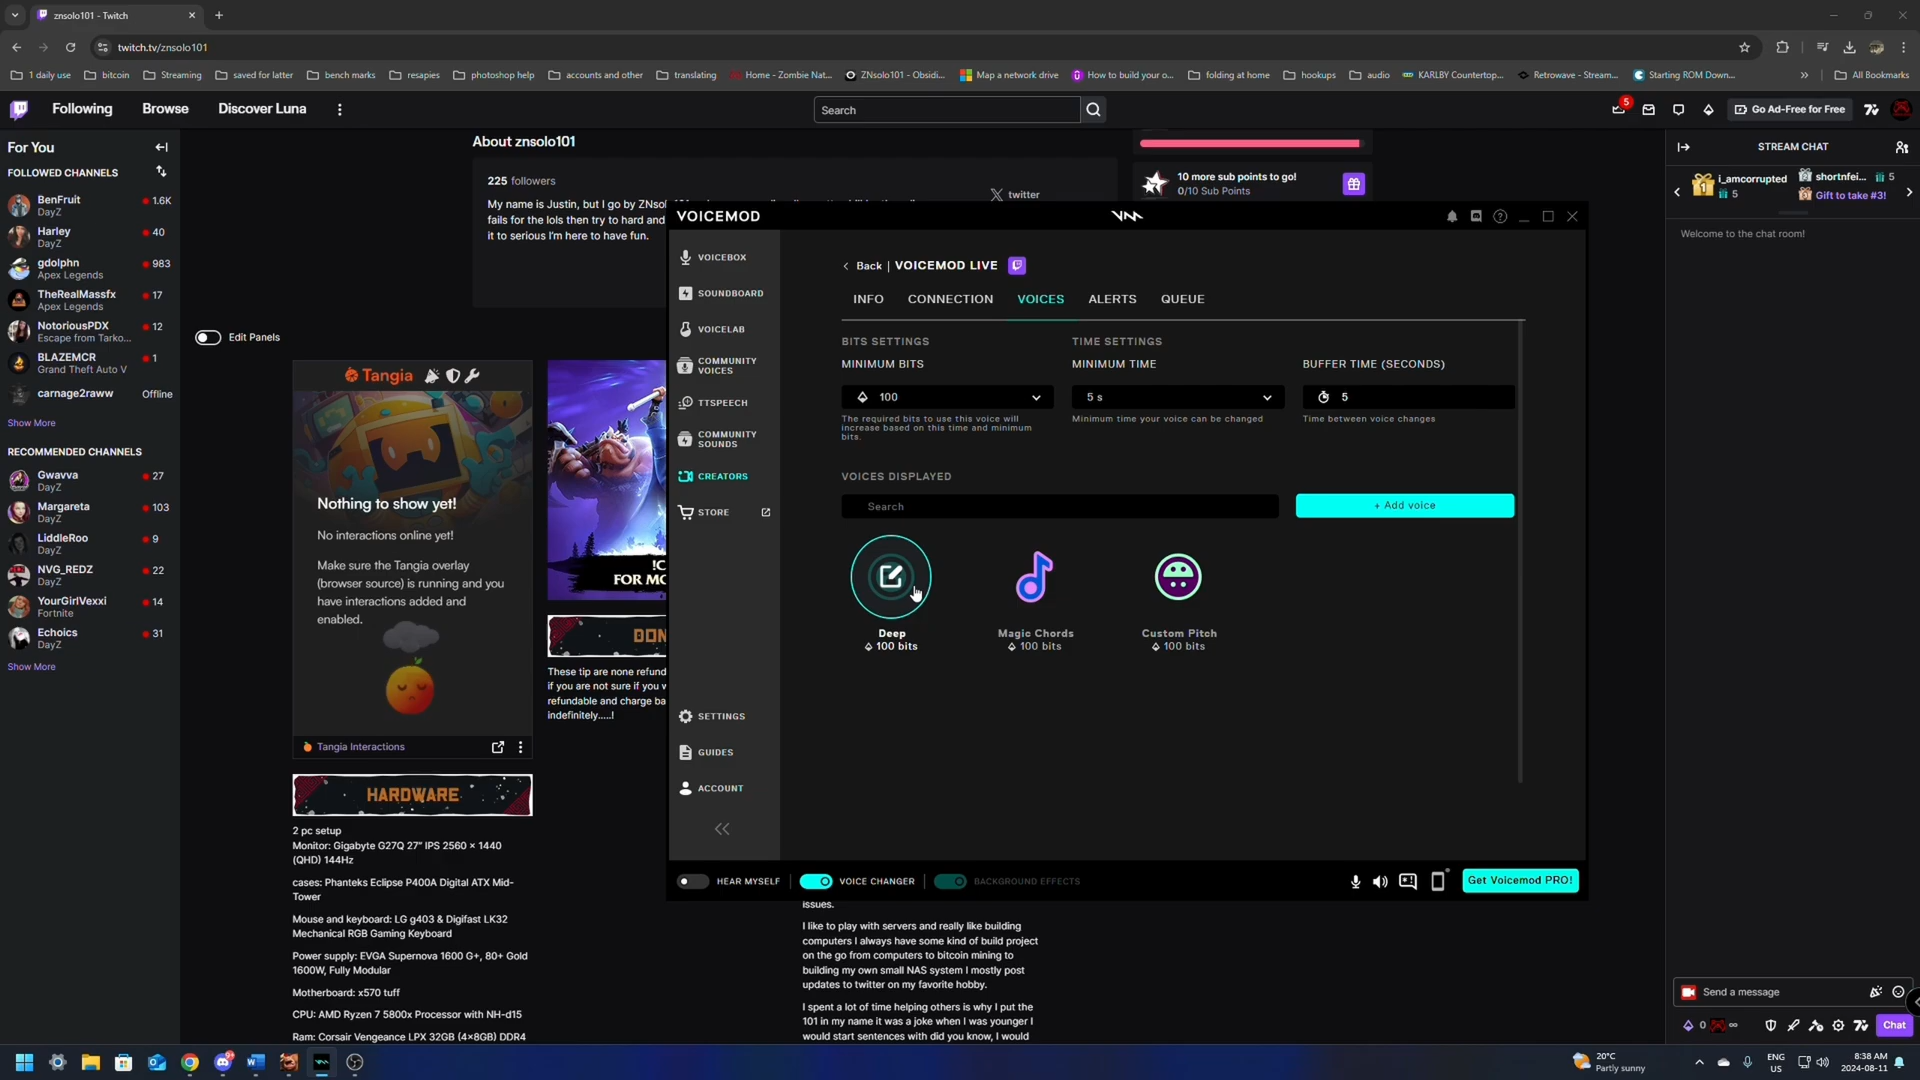 znsolo101 - Twitch
twitch.tv/znsolo101
1 daily use
bitcoin
Streaming
saved for latter
bench marks
resapies
photoshop help
accounts and other
translating
Home - Zombie Nat...
ZNsolo101 - Obsidi...
Map a network drive
How to build your o...
folding at home
hookups
audio
KARLBY Countertop...
Retrowave - Stream...
Starting ROM Down...
All Bookmarks
Following
Browse
Discover Luna
Search
5
Go Ad-Free for Free
For You
FOLLOWED CHANNELS
BenFruit
DayZ
1.6K
Harley
DayZ
40
gdolphn
Apex Legends
983
TheRealMassfx
Apex Legends
17
NotoriousPDX
Escape from Tarko...
12
BLAZEMCR
Grand Theft Auto V
1
carnage2raww
Offline
Show More
RECOMMENDED CHANNELS
Gwavva
DayZ
27
Margareta
DayZ
103
LiddleRoo
DayZ
9
NVG_REDZ
DayZ
22
YourGirlVexxi
Fortnite
14
Echoics
DayZ
31
Show More
About znsolo101
225 followers
My name is Justin, but I go by ZNsol
fails for the lols then try to hard and
it to serious I'm here to have fun.
twitter
10 more sub points to go!
0/10 Sub Points
Edit Panels
Tangia
Nothing to show yet!
No interactions online yet!
Make sure the Tangia overlay
(browser source) is running and you
have interactions added and
enabled.
Tangia Interactions
HARDWARE
2 pc setup
Monitor: Gigabyte G27Q 27" IPS 2560 × 1440
(QHD) 144Hz
cases: Phanteks Eclipse P400A Digital ATX Mid-
Tower
Mouse and keyboard: LG g403 & Digifast LK32
Mechanical RGB Gaming Keyboard
Power supply: EVGA Supernova 1600 G+, 80+ Gold
1600W, Fully Modular
Motherboard: x570 tuff
CPU: AMD Ryzen 7 5800x Processor with NH-d15
Ram: Corsair Vengeance LPX 32GB (4×8GB) DDR4
!C
FOR MO
DON
These tip are none refund
if you are not sure if you w
refundable and charge ba
indefinitely.....!
issues.
I like to play with servers and really like building
computers I always have some kind of build project
on the go from computers to bitcoin mining to
building my own small NAS system I mostly post
updates to twitter on my favorite hobby.
I spent a lot of time helping others is why I put the
101 in my name it was a joke when I was younger I
would start sentences with did you know, I would
VOICEMOD
VOICEBOX
SOUNDBOARD
VOICELAB
COMMUNITY
VOICES
TTSPEECH
COMMUNITY
SOUNDS
CREATORS
STORE
SETTINGS
GUIDES
ACCOUNT
Back | VOICEMOD LIVE
INFO
CONNECTION
VOICES
ALERTS
QUEUE
BITS SETTINGS
MINIMUM BITS
100
The required bits to use this voice will
increase based on this time and minimum
bits.
TIME SETTINGS
MINIMUM TIME
5 s
Minimum time your voice can be changed
BUFFER TIME (SECONDS)
5
Time between voice changes
VOICES DISPLAYED
Search
+ Add voice
Deep
100 bits
Magic Chords
100 bits
Custom Pitch
100 bits
HEAR MYSELF
VOICE CHANGER
BACKGROUND EFFECTS
Get Voicemod PRO!
STREAM CHAT
1
i_amcorrupted
5
2
shortnfei...
5
3
Gift to take #3!
Welcome to the chat room!
Send a message
0
Chat
20°C
Partly sunny
ENG
US
8:38 AM
2024-08-11